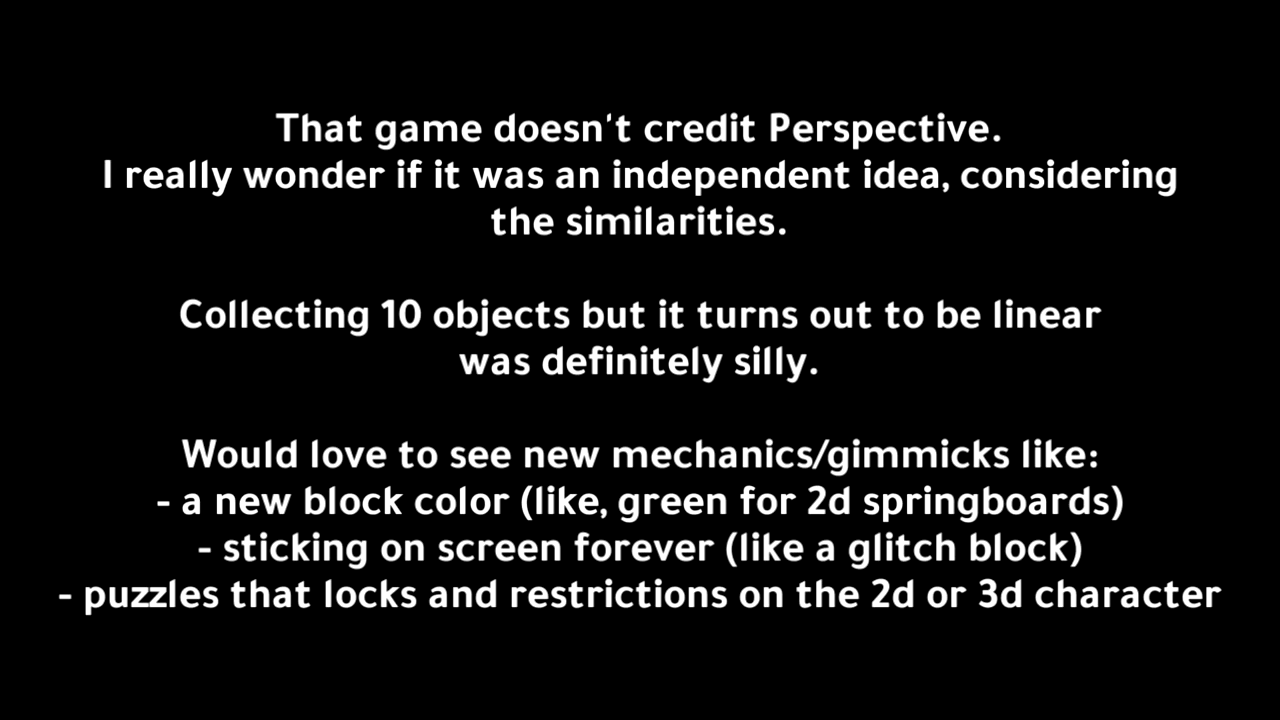 That game doesn't credit Perspective.
I really wonder if it was an independent idea, considering
the similarities.
Collecting 10 objects but it turns out to be linear
was definitely silly.
Would love to see new mechanics/gimmicks like:
- a new block color (like, green for 2d springboards)
- sticking on screen forever (like a glitch block)
- puzzles that locks and restrictions on the 2d or 3d character